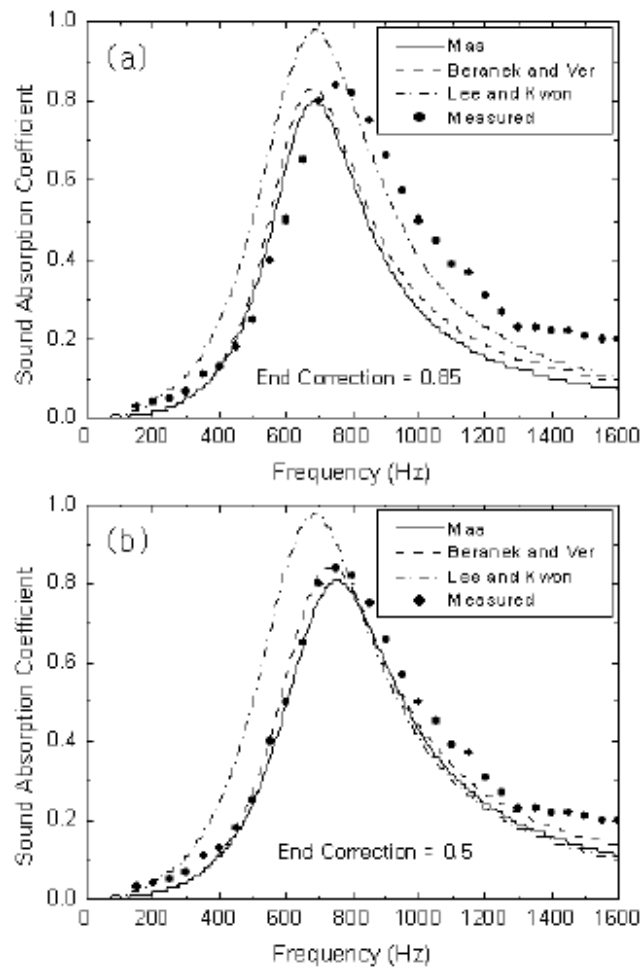 (a)
Maa
Beranek and Ver
Lee and Kwon
Measured
1.0
0.8
0.6
0.4
0.2
0.0
Sound Absorption Coefficient
End Correction = 0.85
0 200 400 600 800 1000 1200 1400 1600
Frequency (Hz)
(b)
Maa
Beranek and Ver
Lee and Kwon
Measured
1.0
0.8
0.6
0.4
0.2
0.0
Sound Absorption Coefficient
End Correction = 0.5
0 200 400 600 800 1000 1200 1400 1600
Frequency (Hz)